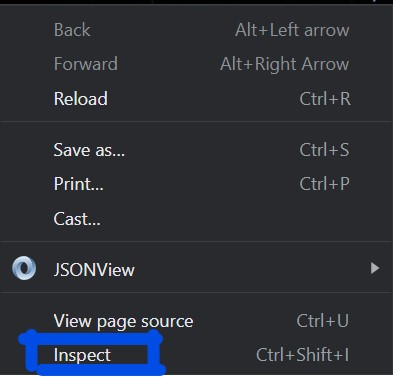 Back Alt+Left arrow
Forward Alt+Right Arrow
Reload Ctrl+R
Save as... Ctrl+S
Print... Ctrl+P
Cast...
JSONView
View page source Ctrl+U
Inspect Ctrl+Shift+I